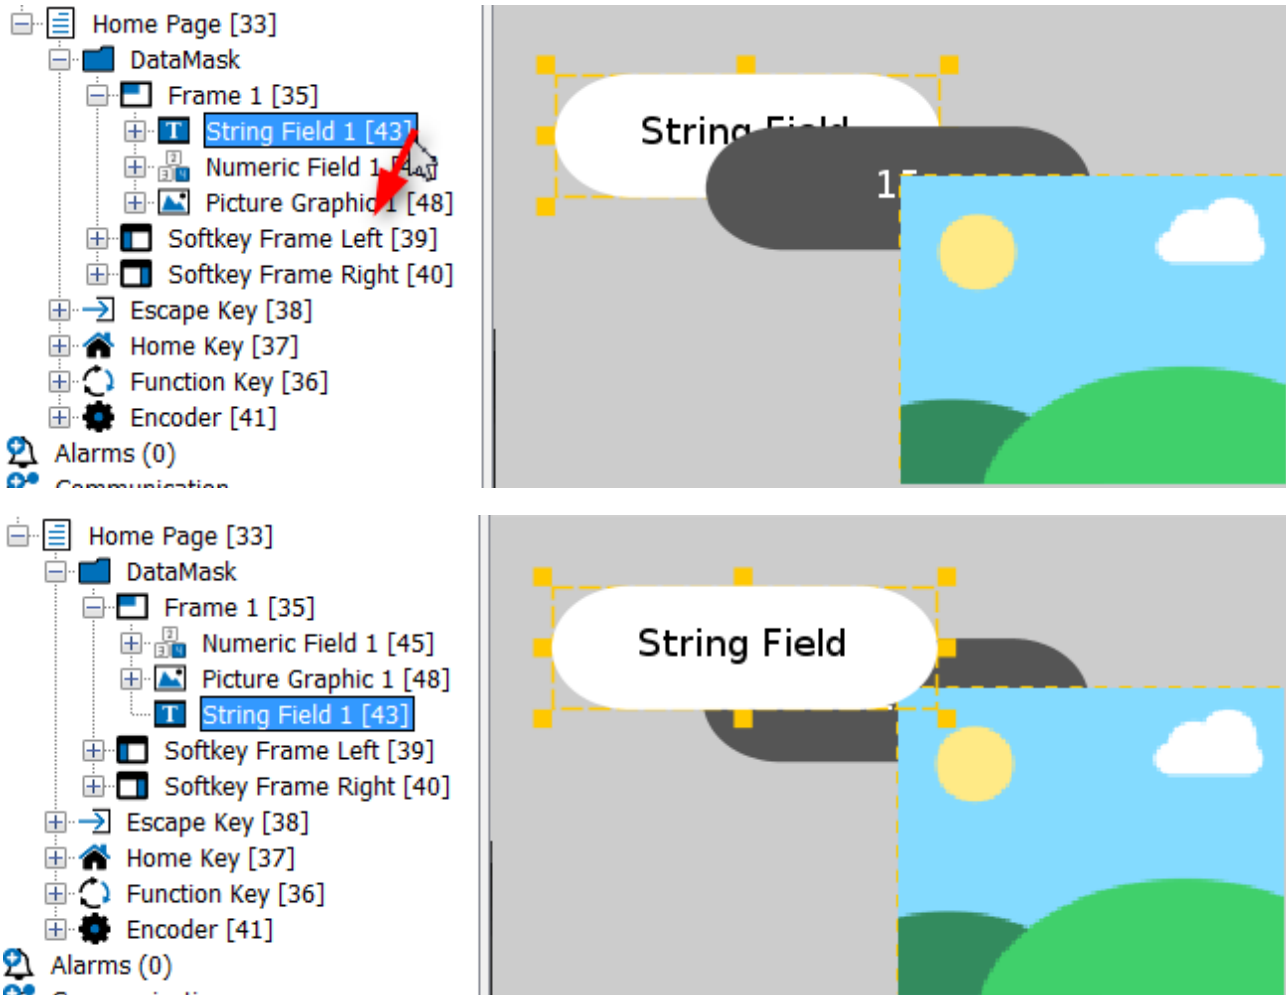 Home Page [33]
DataMask
Frame 1 [35]
String Field 1 [43]
Numeric Field 1
Picture Graphic 1 [48]
Softkey Frame Left [39]
Softkey Frame Right [40]
Escape Key [38]
Home Key [37]
Function Key [36]
Encoder [41]
Alarms (0)
Communication
String Field
Home Page [33]
DataMask
Frame 1 [35]
Numeric Field 1 [45]
Picture Graphic 1 [48]
String Field 1 [43]
Softkey Frame Left [39]
Softkey Frame Right [40]
Escape Key [38]
Home Key [37]
Function Key [36]
Encoder [41]
Alarms (0)
String Field